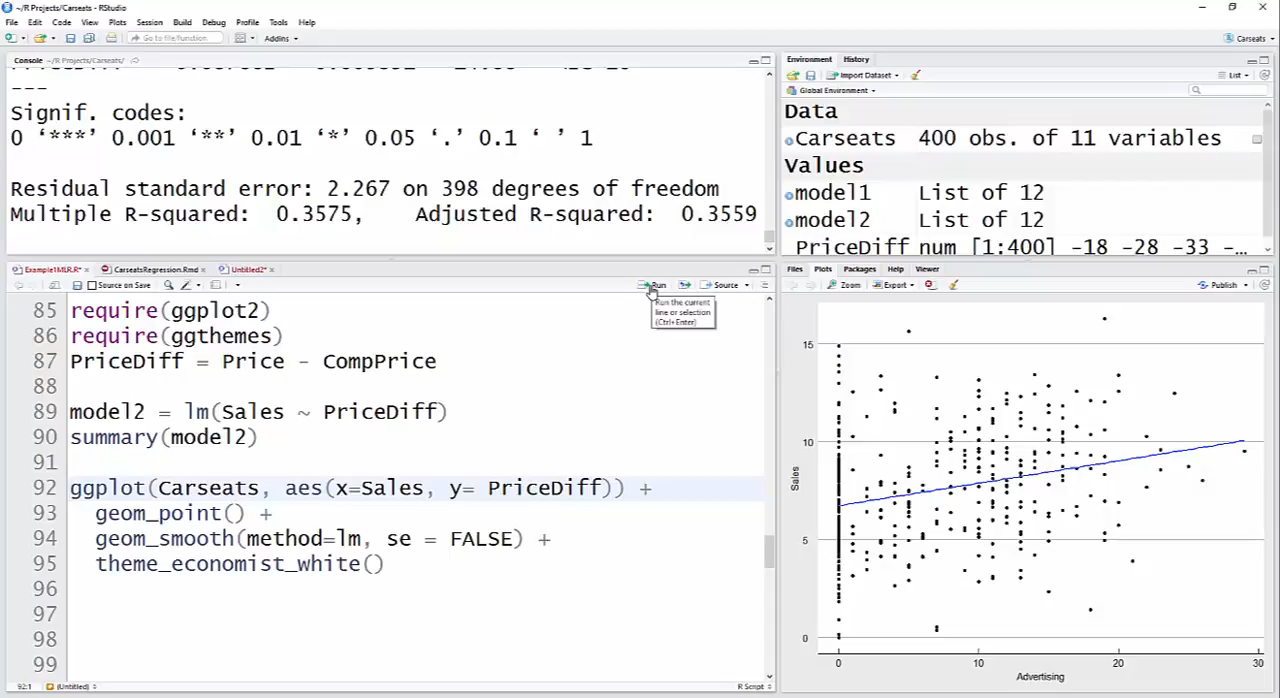 ~/R Projects/Carseats - RStudio
File Edit Code View Plots Session Build Debug Profile Tools Help
Go to file/function Addins Carseats
Console ~/R Projects/Carseats/
---
Signif. codes:
0 ‘***’ 0.001 ‘**’ 0.01 ‘*’ 0.05 ‘.’ 0.1 ‘ ’ 1
Residual standard error: 2.267 on 398 degrees of freedom
Multiple R-squared:  0.3575,	Adjusted R-squared:  0.3559
Environment History
Import Dataset List
Global Environment
Data
Carseats 400 obs. of 11 variables
Values
model1 List of 12
model2 List of 12
PriceDiff num [1:400] -18 -28 -33 -...
Example1MLR.R* CarseatsRegression.Rmd Untitled2*
Source on Save Run Source
Run the current
line or selection
(Ctrl+Enter)
85 require(ggplot2)
86 require(ggthemes)
87 PriceDiff = Price - CompPrice
88
89 model2 = lm(Sales ~ PriceDiff)
90 summary(model2)
91
92 ggplot(Carseats, aes(x=Sales, y= PriceDiff)) +
93 geom_point() +
94 geom_smooth(method=lm, se = FALSE) +
95 theme_economist_white()
96
97
98
99
92:1 (Untitled) R Script
Files Plots Packages Help Viewer
Zoom Export Publish
15
10
5
0
Sales
0 10 20 30
Advertising